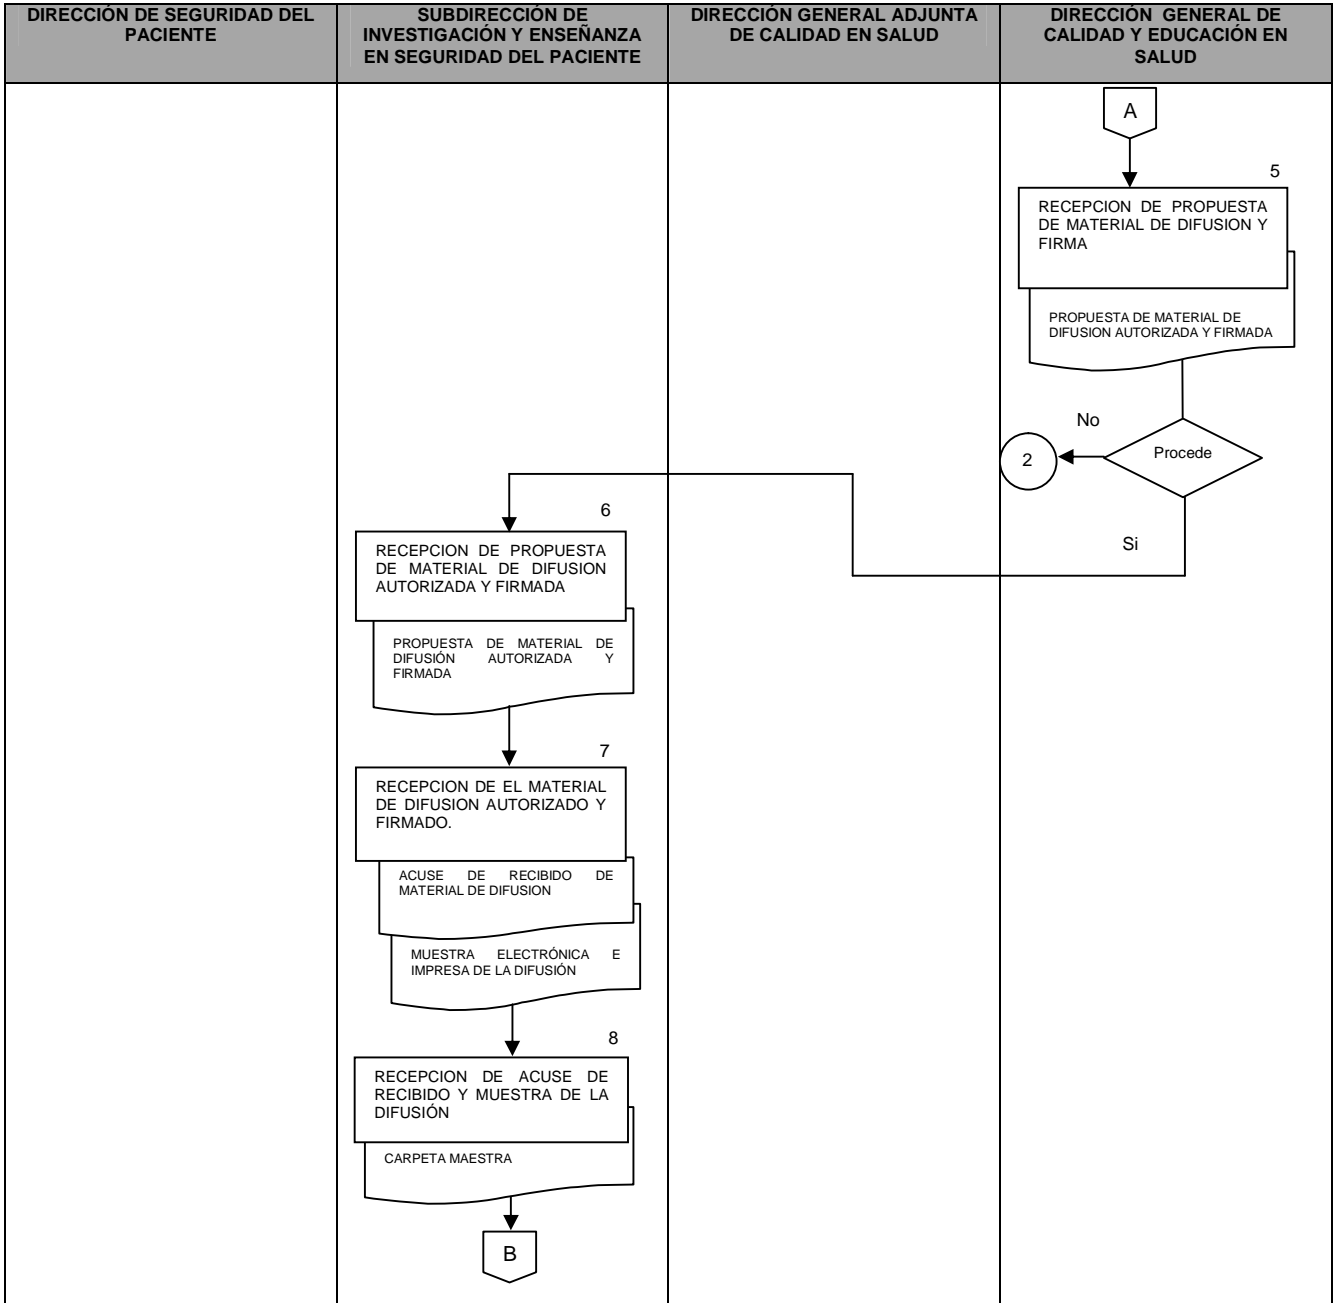 DIRECCIÓN DE SEGURIDAD DEL
PACIENTE
SUBDIRECCIÓN DE
INVESTIGACIÓN Y ENSEÑANZA
EN SEGURIDAD DEL PACIENTE
DIRECCIÓN GENERAL ADJUNTA
DE CALIDAD EN SALUD
DIRECCIÓN GENERAL DE
CALIDAD Y EDUCACIÓN EN
SALUD
A
5
RECEPCION DE PROPUESTA
DE MATERIAL DE DIFUSION Y
FIRMA
PROPUESTA DE MATERIAL DE
DIFUSION AUTORIZADA Y FIRMADA
No
Procede
2
Si
6
RECEPCION DE PROPUESTA
DE MATERIAL DE DIFUSION
AUTORIZADA Y FIRMADA
PROPUESTA DE MATERIAL DE
DIFUSIÓN AUTORIZADA Y
FIRMADA
7
RECEPCION DE EL MATERIAL
DE DIFUSION AUTORIZADO Y
FIRMADO.
ACUSE DE RECIBIDO DE
MATERIAL DE DIFUSION
MUESTRA ELECTRÓNICA E
IMPRESA DE LA DIFUSIÓN
8
RECEPCION DE ACUSE DE
RECIBIDO Y MUESTRA DE LA
DIFUSIÓN
CARPETA MAESTRA
B